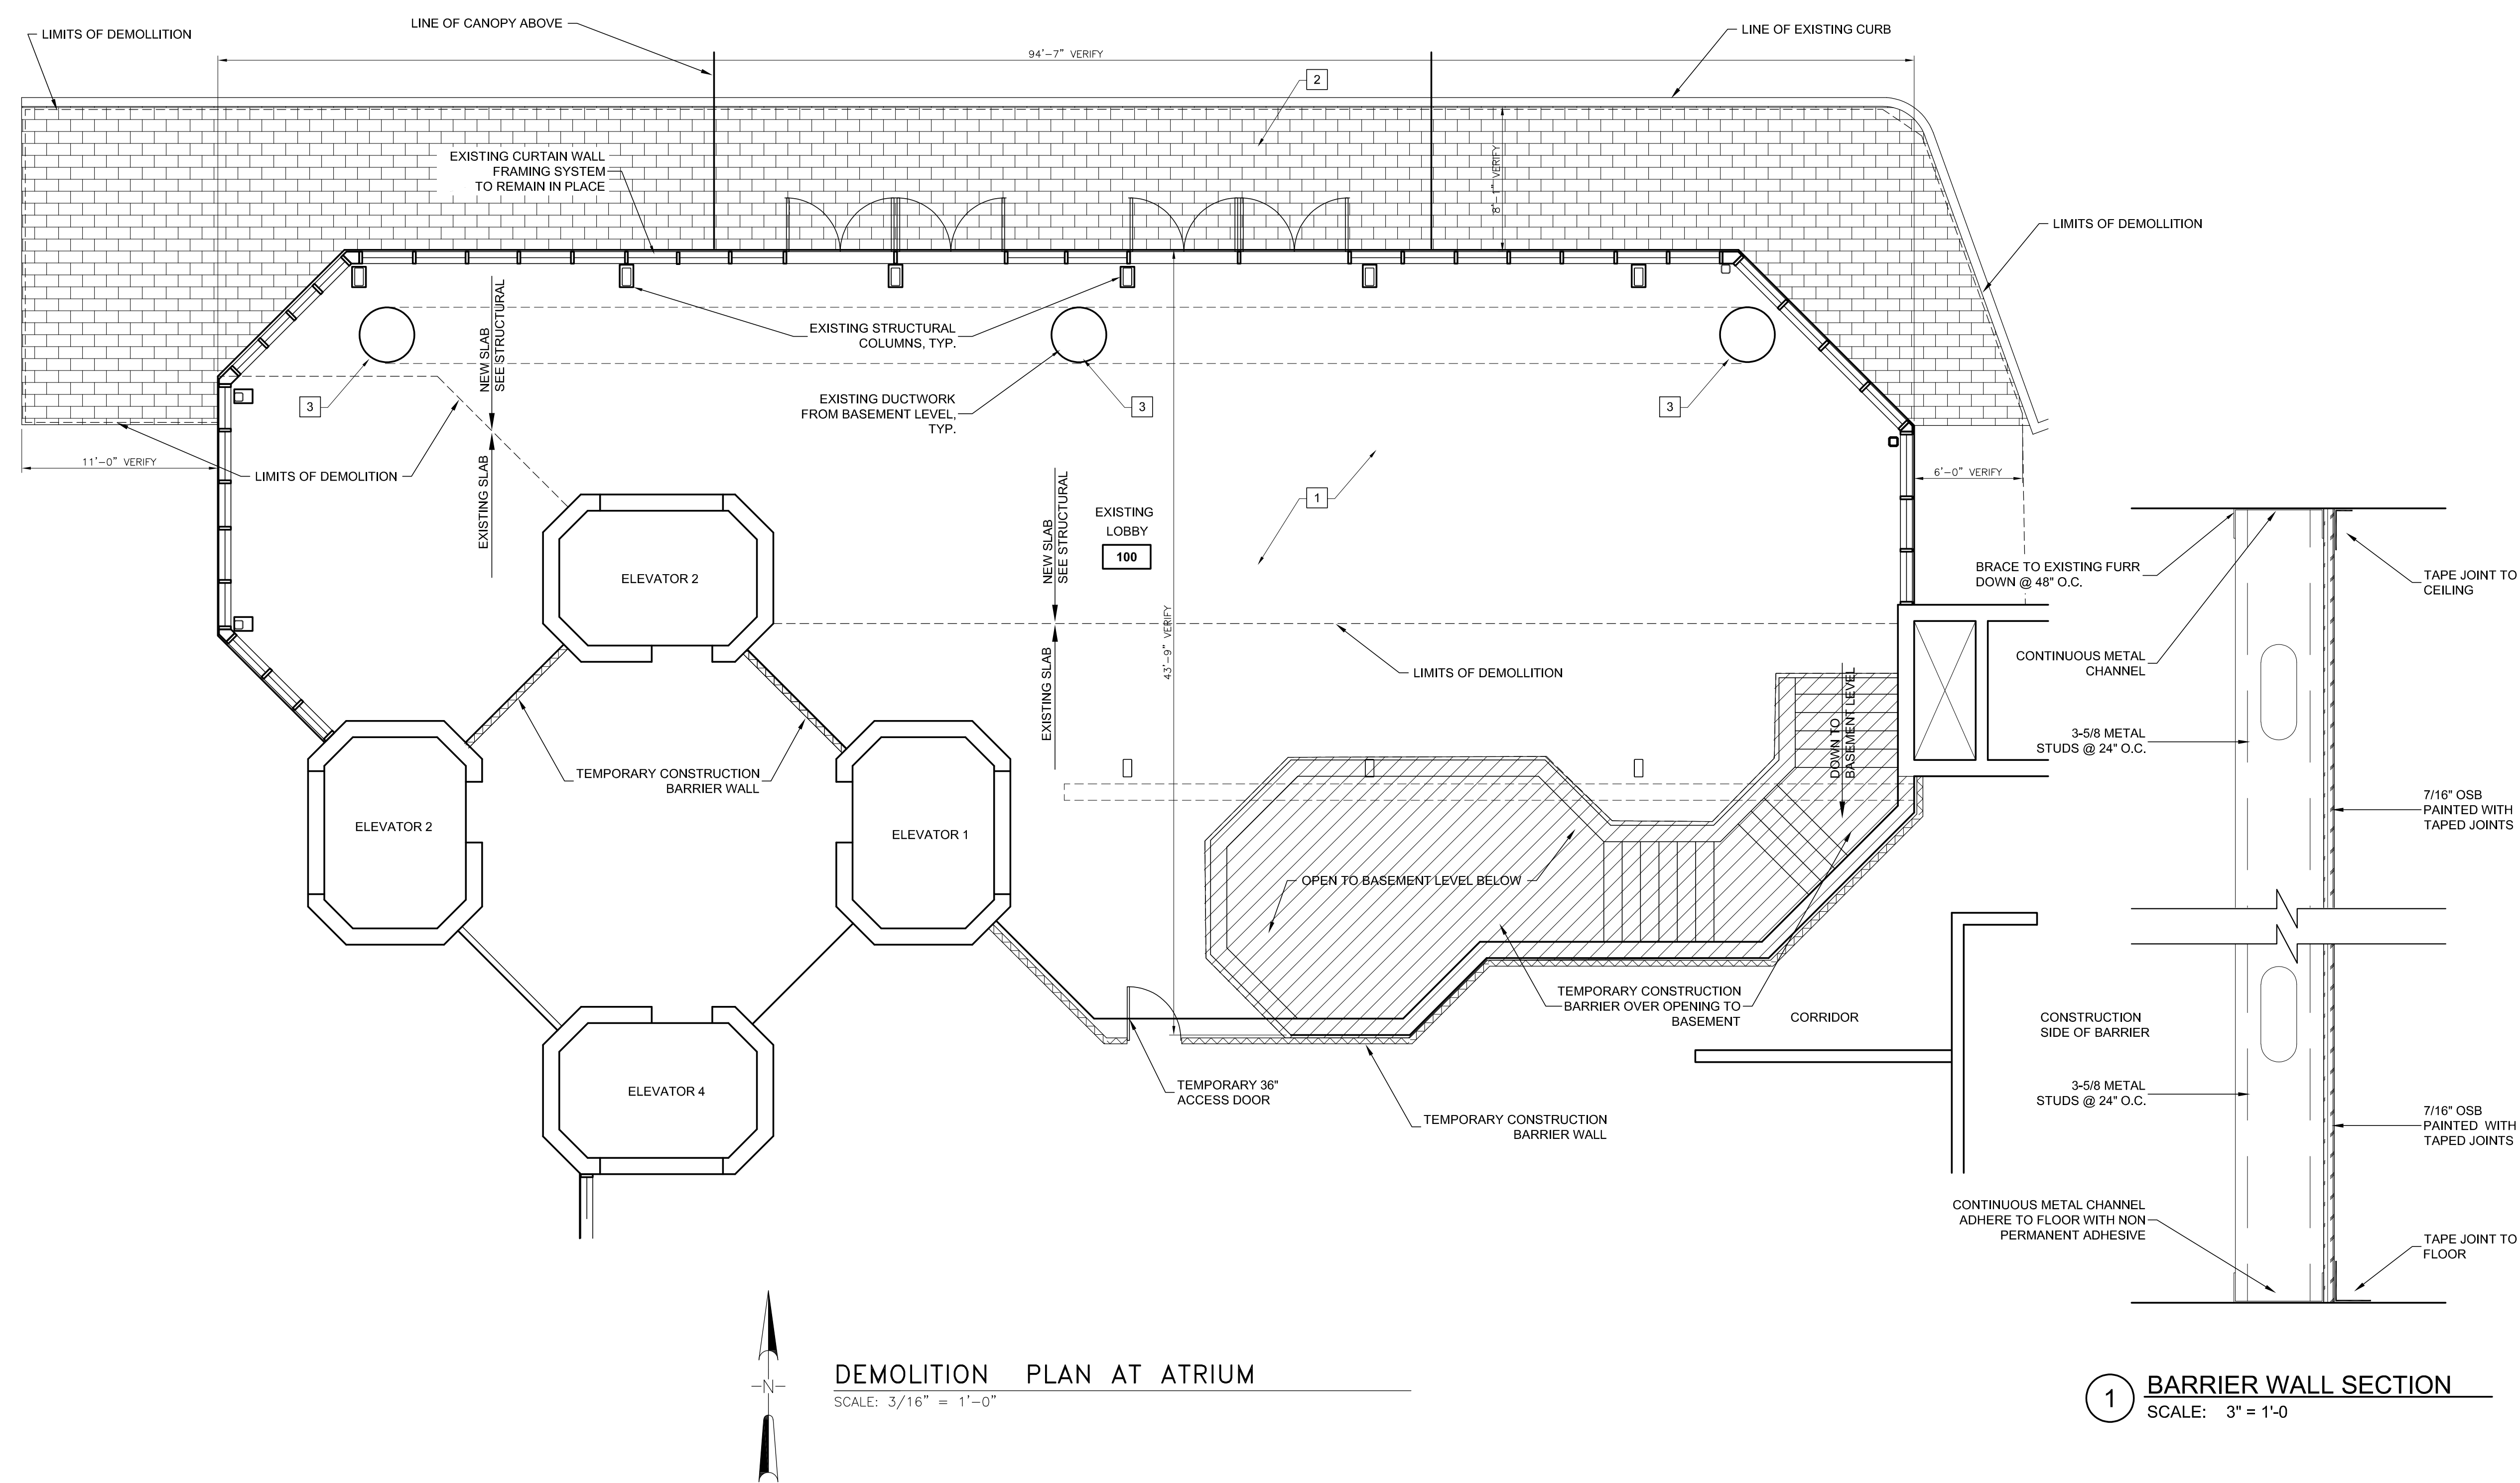 LIMITS OF DEMOLLITION
LINE OF CANOPY ABOVE
94'-7" VERIFY
LINE OF EXISTING CURB
2
EXISTING CURTAIN WALL
FRAMING SYSTEM
TO REMAIN IN PLACE
8'-1" VERIFY
LIMITS OF DEMOLLITION
NEW SLAB
SEE STRUCTURAL
EXISTING SLAB
EXISTING STRUCTURAL
COLUMNS, TYP.
EXISTING DUCTWORK
FROM BASEMENT LEVEL,
TYP.
3
3
3
11'-0" VERIFY
LIMITS OF DEMOLITION
6'-0" VERIFY
1
EXISTING
LOBBY
100
NEW SLAB
SEE STRUCTURAL
EXISTING SLAB
43'-9" VERIFY
ELEVATOR 2
LIMITS OF DEMOLLITION
DOWN TO
BASEMENT LEVEL
TEMPORARY CONSTRUCTION
BARRIER WALL
ELEVATOR 2
ELEVATOR 1
OPEN TO BASEMENT LEVEL BELOW
TEMPORARY CONSTRUCTION
BARRIER OVER OPENING TO
BASEMENT
CORRIDOR
ELEVATOR 4
TEMPORARY 36"
ACCESS DOOR
TEMPORARY CONSTRUCTION
BARRIER WALL
BRACE TO EXISTING FURR
DOWN @ 48" O.C.
TAPE JOINT TO
CEILING
CONTINUOUS METAL
CHANNEL
3-5/8 METAL
STUDS @ 24" O.C.
7/16" OSB
PAINTED WITH
TAPED JOINTS
CONSTRUCTION
SIDE OF BARRIER
3-5/8 METAL
STUDS @ 24" O.C.
7/16" OSB
PAINTED WITH
TAPED JOINTS
CONTINUOUS METAL CHANNEL
ADHERE TO FLOOR WITH NON
PERMANENT ADHESIVE
TAPE JOINT TO
FLOOR
-N-
DEMOLITION PLAN AT ATRIUM
SCALE: 3/16" = 1'-0"
1
BARRIER WALL SECTION
SCALE: 3" = 1'-0